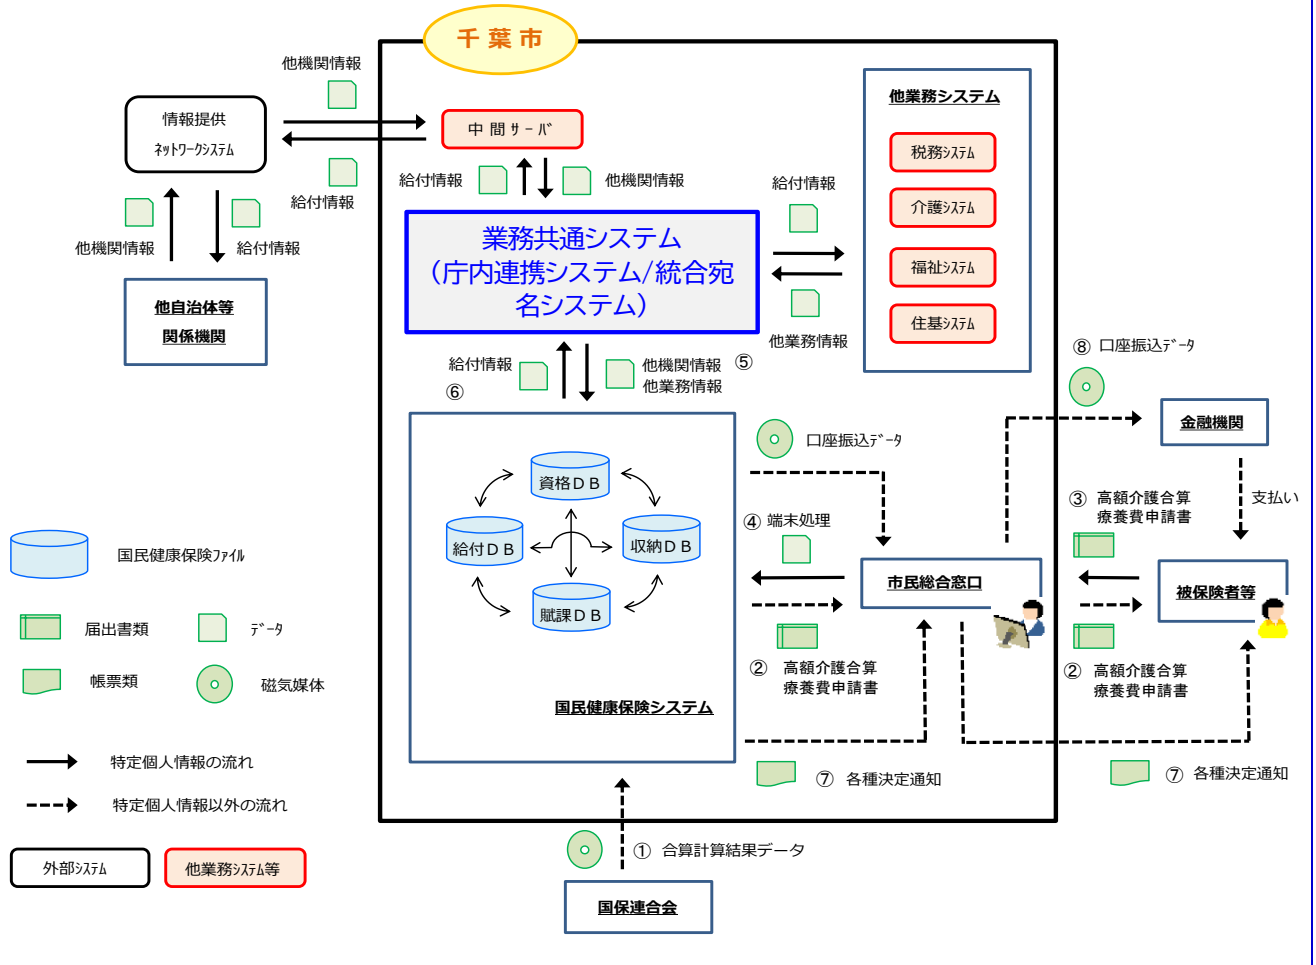 千葉市
他機関情報
情報提供
ﾈｯﾄﾜｰｸｼｽﾃﾑ
中間ｻｰﾊﾞ
給付情報
他機関情報
給付情報
給付情報
他機関情報
他自治体等
関係機関
業務共通システム
（庁内連携システム/統合宛
名システム）
給付情報
他業務情報
他業務システム
税務ｼｽﾃﾑ
介護ｼｽﾃﾑ
福祉ｼｽﾃﾑ
住基ｼｽﾃﾑ
給付情報
⑥
他機関情報
他業務情報
⑤
⑧ 口座振込ﾃﾞｰﾀ
金融機関
支払い
資格ＤＢ
給付ＤＢ
収納ＤＢ
賦課ＤＢ
国民健康保険システム
口座振込ﾃﾞｰﾀ
④ 端末処理
市民総合窓口
② 高額介護合算
療養費申請書
③ 高額介護合算
療養費申請書
被保険者等
② 高額介護合算
療養費申請書
⑦ 各種決定通知
⑦ 各種決定通知
① 合算計算結果データ
国保連合会
国民健康保険ﾌｧｲﾙ
届出書類
ﾃﾞｰﾀ
帳票類
磁気媒体
特定個人情報の流れ
特定個人情報以外の流れ
外部ｼｽﾃﾑ
他業務ｼｽﾃﾑ等